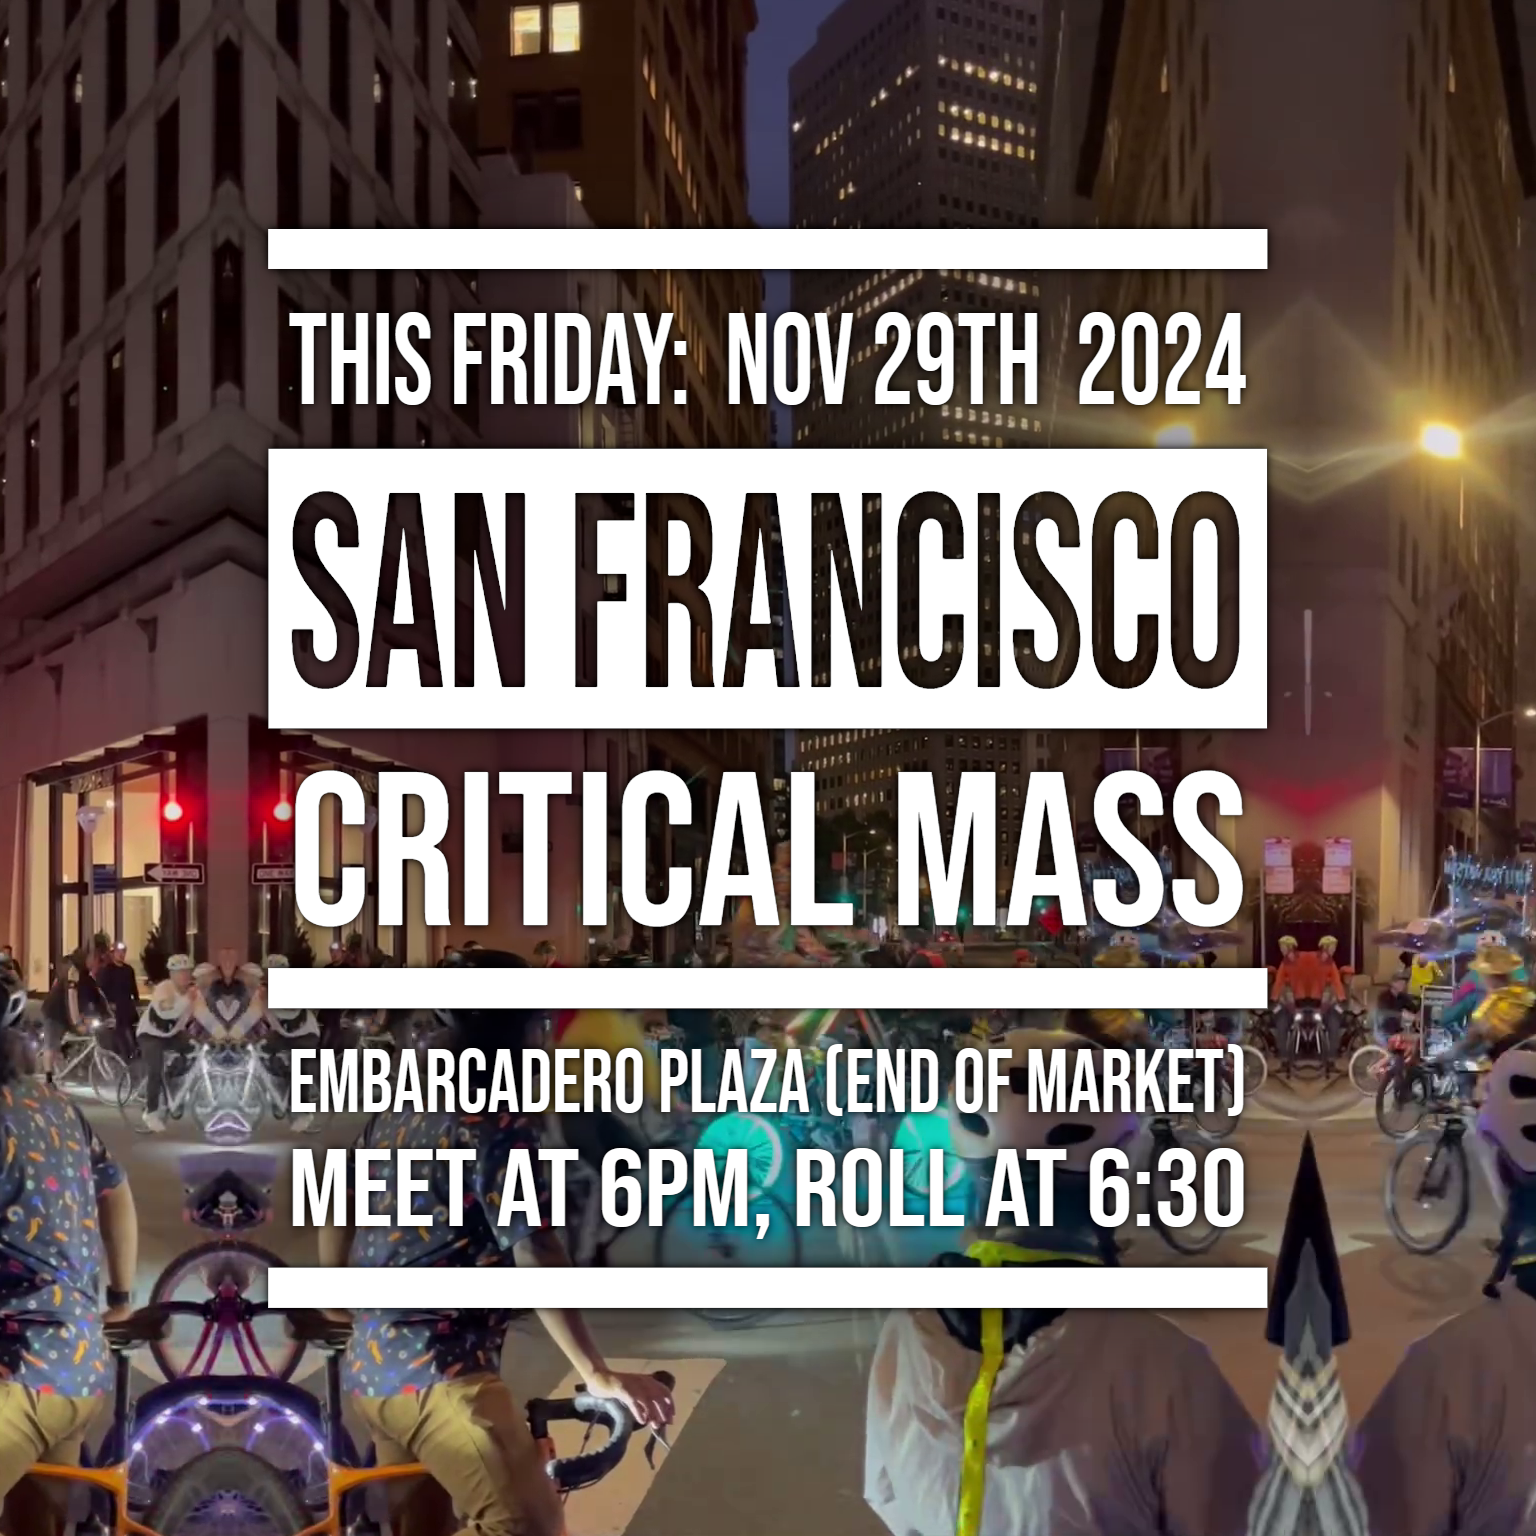 THIS FRIDAY: NOV 29TH 2024
SAN FRANCISCO
CRITICAL MASS
EMBARCADERO PLAZA (END OF MARKET)
MEET AT 6PM, ROLL AT 6:30